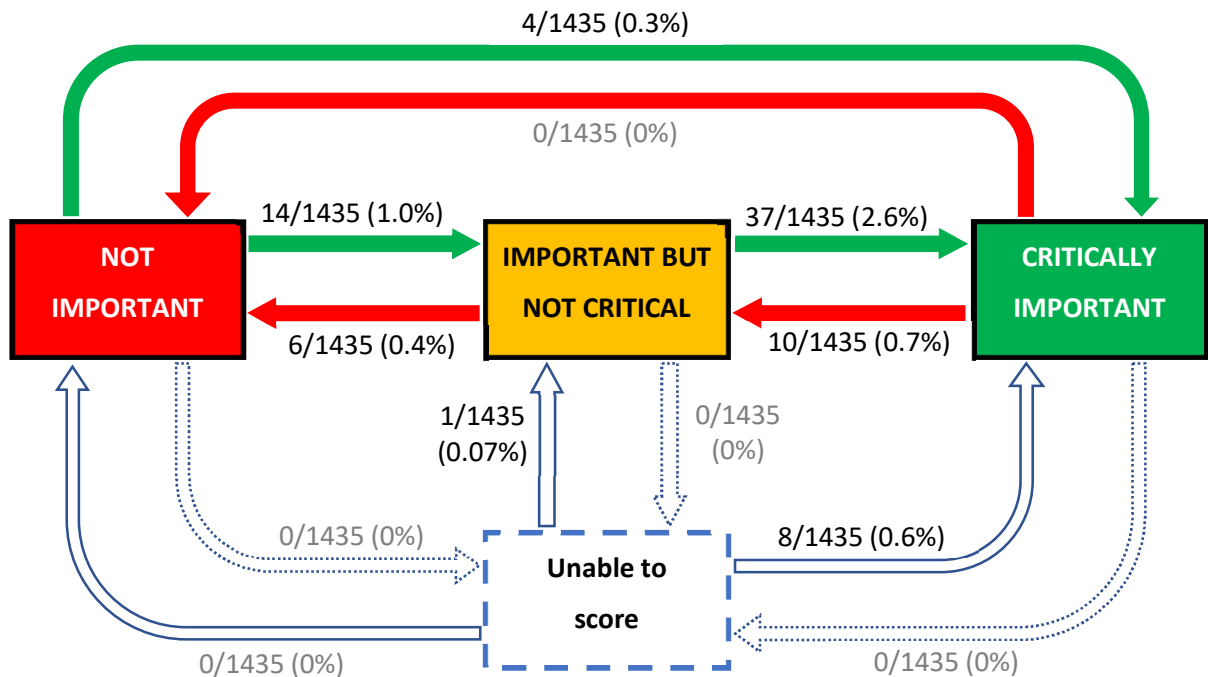 4/1435 (0.3%)
0/1435 (0%)
14/1435 (1.0%)
37/1435 (2.6%)
NOT
IMPORTANT
IMPORTANT BUT
NOT CRITICAL
CRITICALLY
IMPORTANT
6/1435 (0.4%)
10/1435 (0.7%)
1/1435
(0.07%)
0/1435
(0%)
0/1435 (0%)
8/1435 (0.6%)
Unable to
score
0/1435 (0%)
0/1435 (0%)